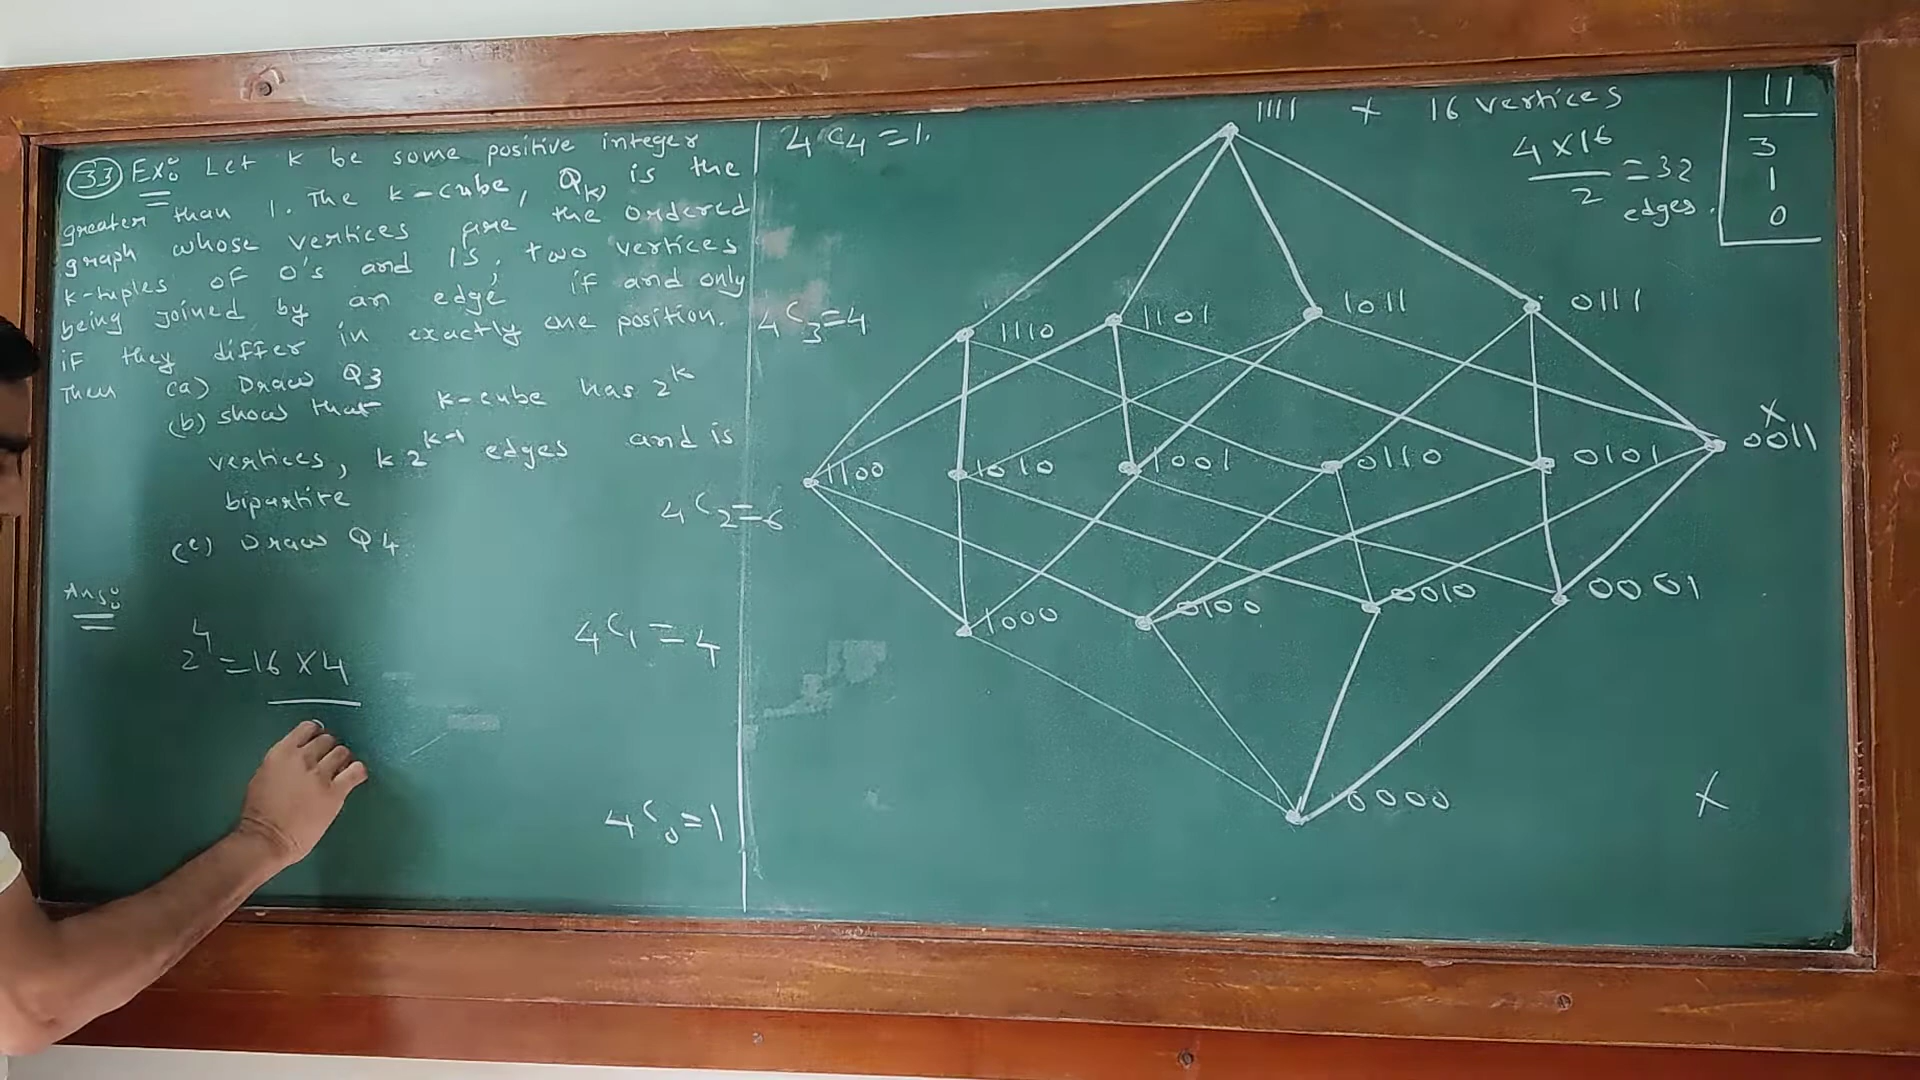 33 Ex: Let k be some positive integer
greater than 1. The k-cube, Qk, is the
graph whose vertices are the ordered
k-tuples of 0's and 1s, two vertices
being joined by an edge if and only
if they differ in exactly one position.
Then (a) Draw Q3
(b) show that k-cube has 2^k
vertices, k2^k-1 edges and is
bipartite
(c) Draw Q4.
Ans:
2^4 = 16 × 4
4C4 = 1.
4C3 = 4
4C2 = 6
4C1 = 4
4C0 = 1
1111 + 16 vertices
4×16
2
= 32
edges.
11
3
1
0
1110 1101 1011 0111
x
1100 1010 1001 0110 0101 0011
1000 0100 0010 0001
0000
x